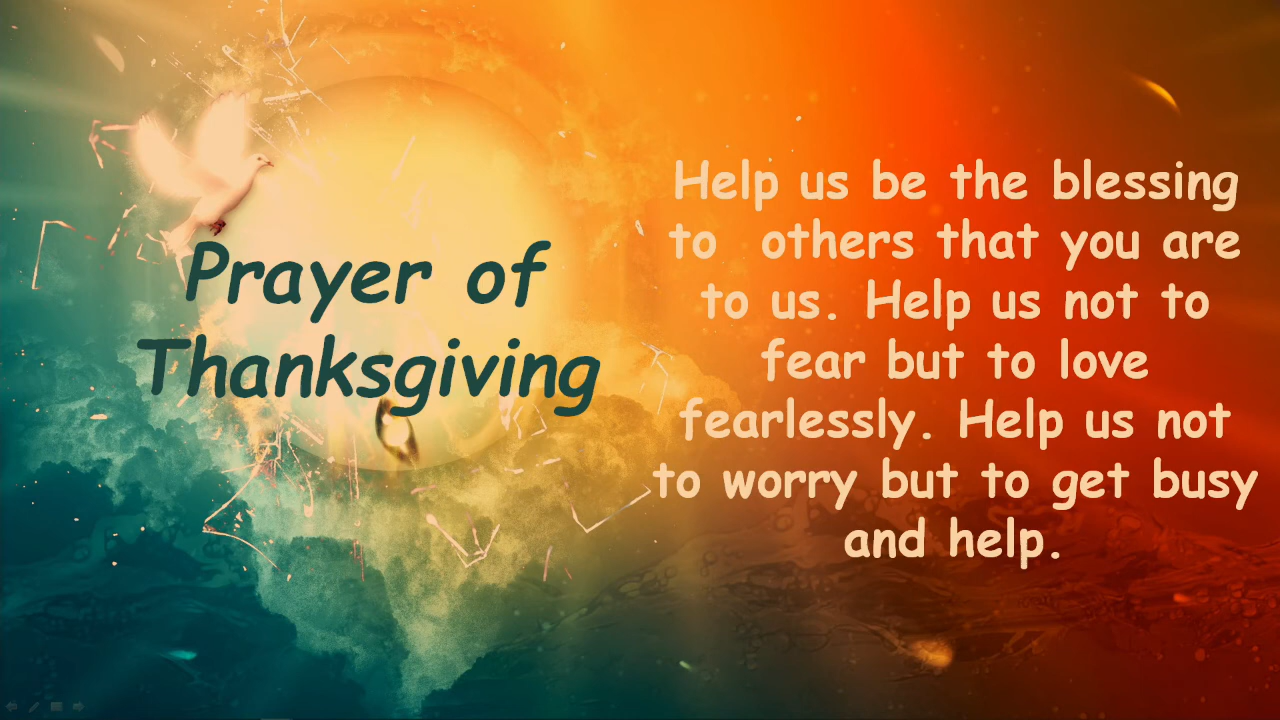 Prayer of
Thanksgiving
Help us be the blessing
to  others that you are
to us. Help us not to
fear but to love
fearlessly. Help us not
to worry but to get busy
and help.